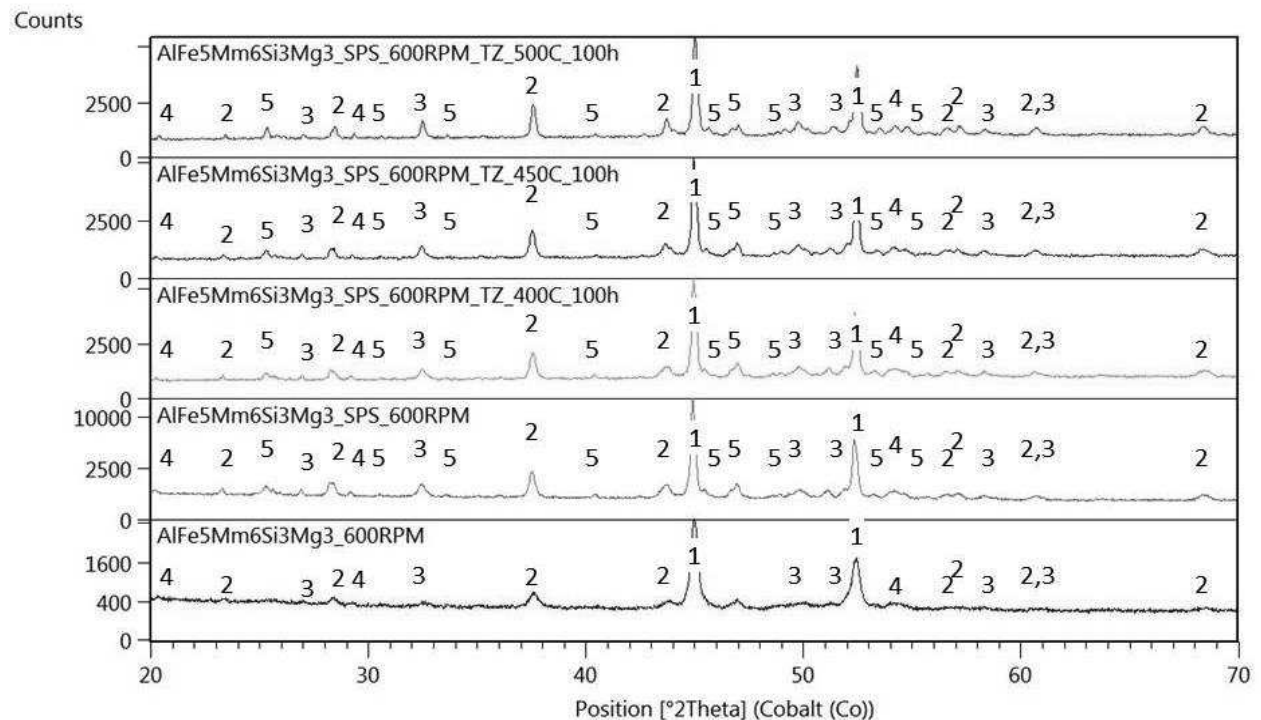 Counts
AlFe5Mm6Si3Mg3_SPS_600RPM_TZ_500C_100h
2500
4 2 5 3 2 4 5 3 5 2 5 2 1 5 5 5 3 3 1 5 4 5 2 2 3 2,3 2
0
AlFe5Mm6Si3Mg3_SPS_600RPM_TZ_450C_100h
2500
4 2 5 3 2 4 5 3 5 2 5 2 1 5 5 5 3 3 1 5 4 5 2 2 3 2,3 2
0
AlFe5Mm6Si3Mg3_SPS_600RPM_TZ_400C_100h
2500
4 2 5 3 2 4 5 3 5 2 5 2 1 5 5 5 3 3 1 5 4 5 2 2 3 2,3 2
0
AlFe5Mm6Si3Mg3_SPS_600RPM
10000
2500
4 2 5 3 2 4 5 3 5 2 5 2 1 5 5 5 3 3 1 5 4 5 2 2 3 2,3 2
0
AlFe5Mm6Si3Mg3_600RPM
1600
400
4 2 3 2 4 3 2 2 1 3 3 1 4 2 2 3 2,3 2
0
20 30 40 50 60 70
Position [°2Theta] (Cobalt (Co))